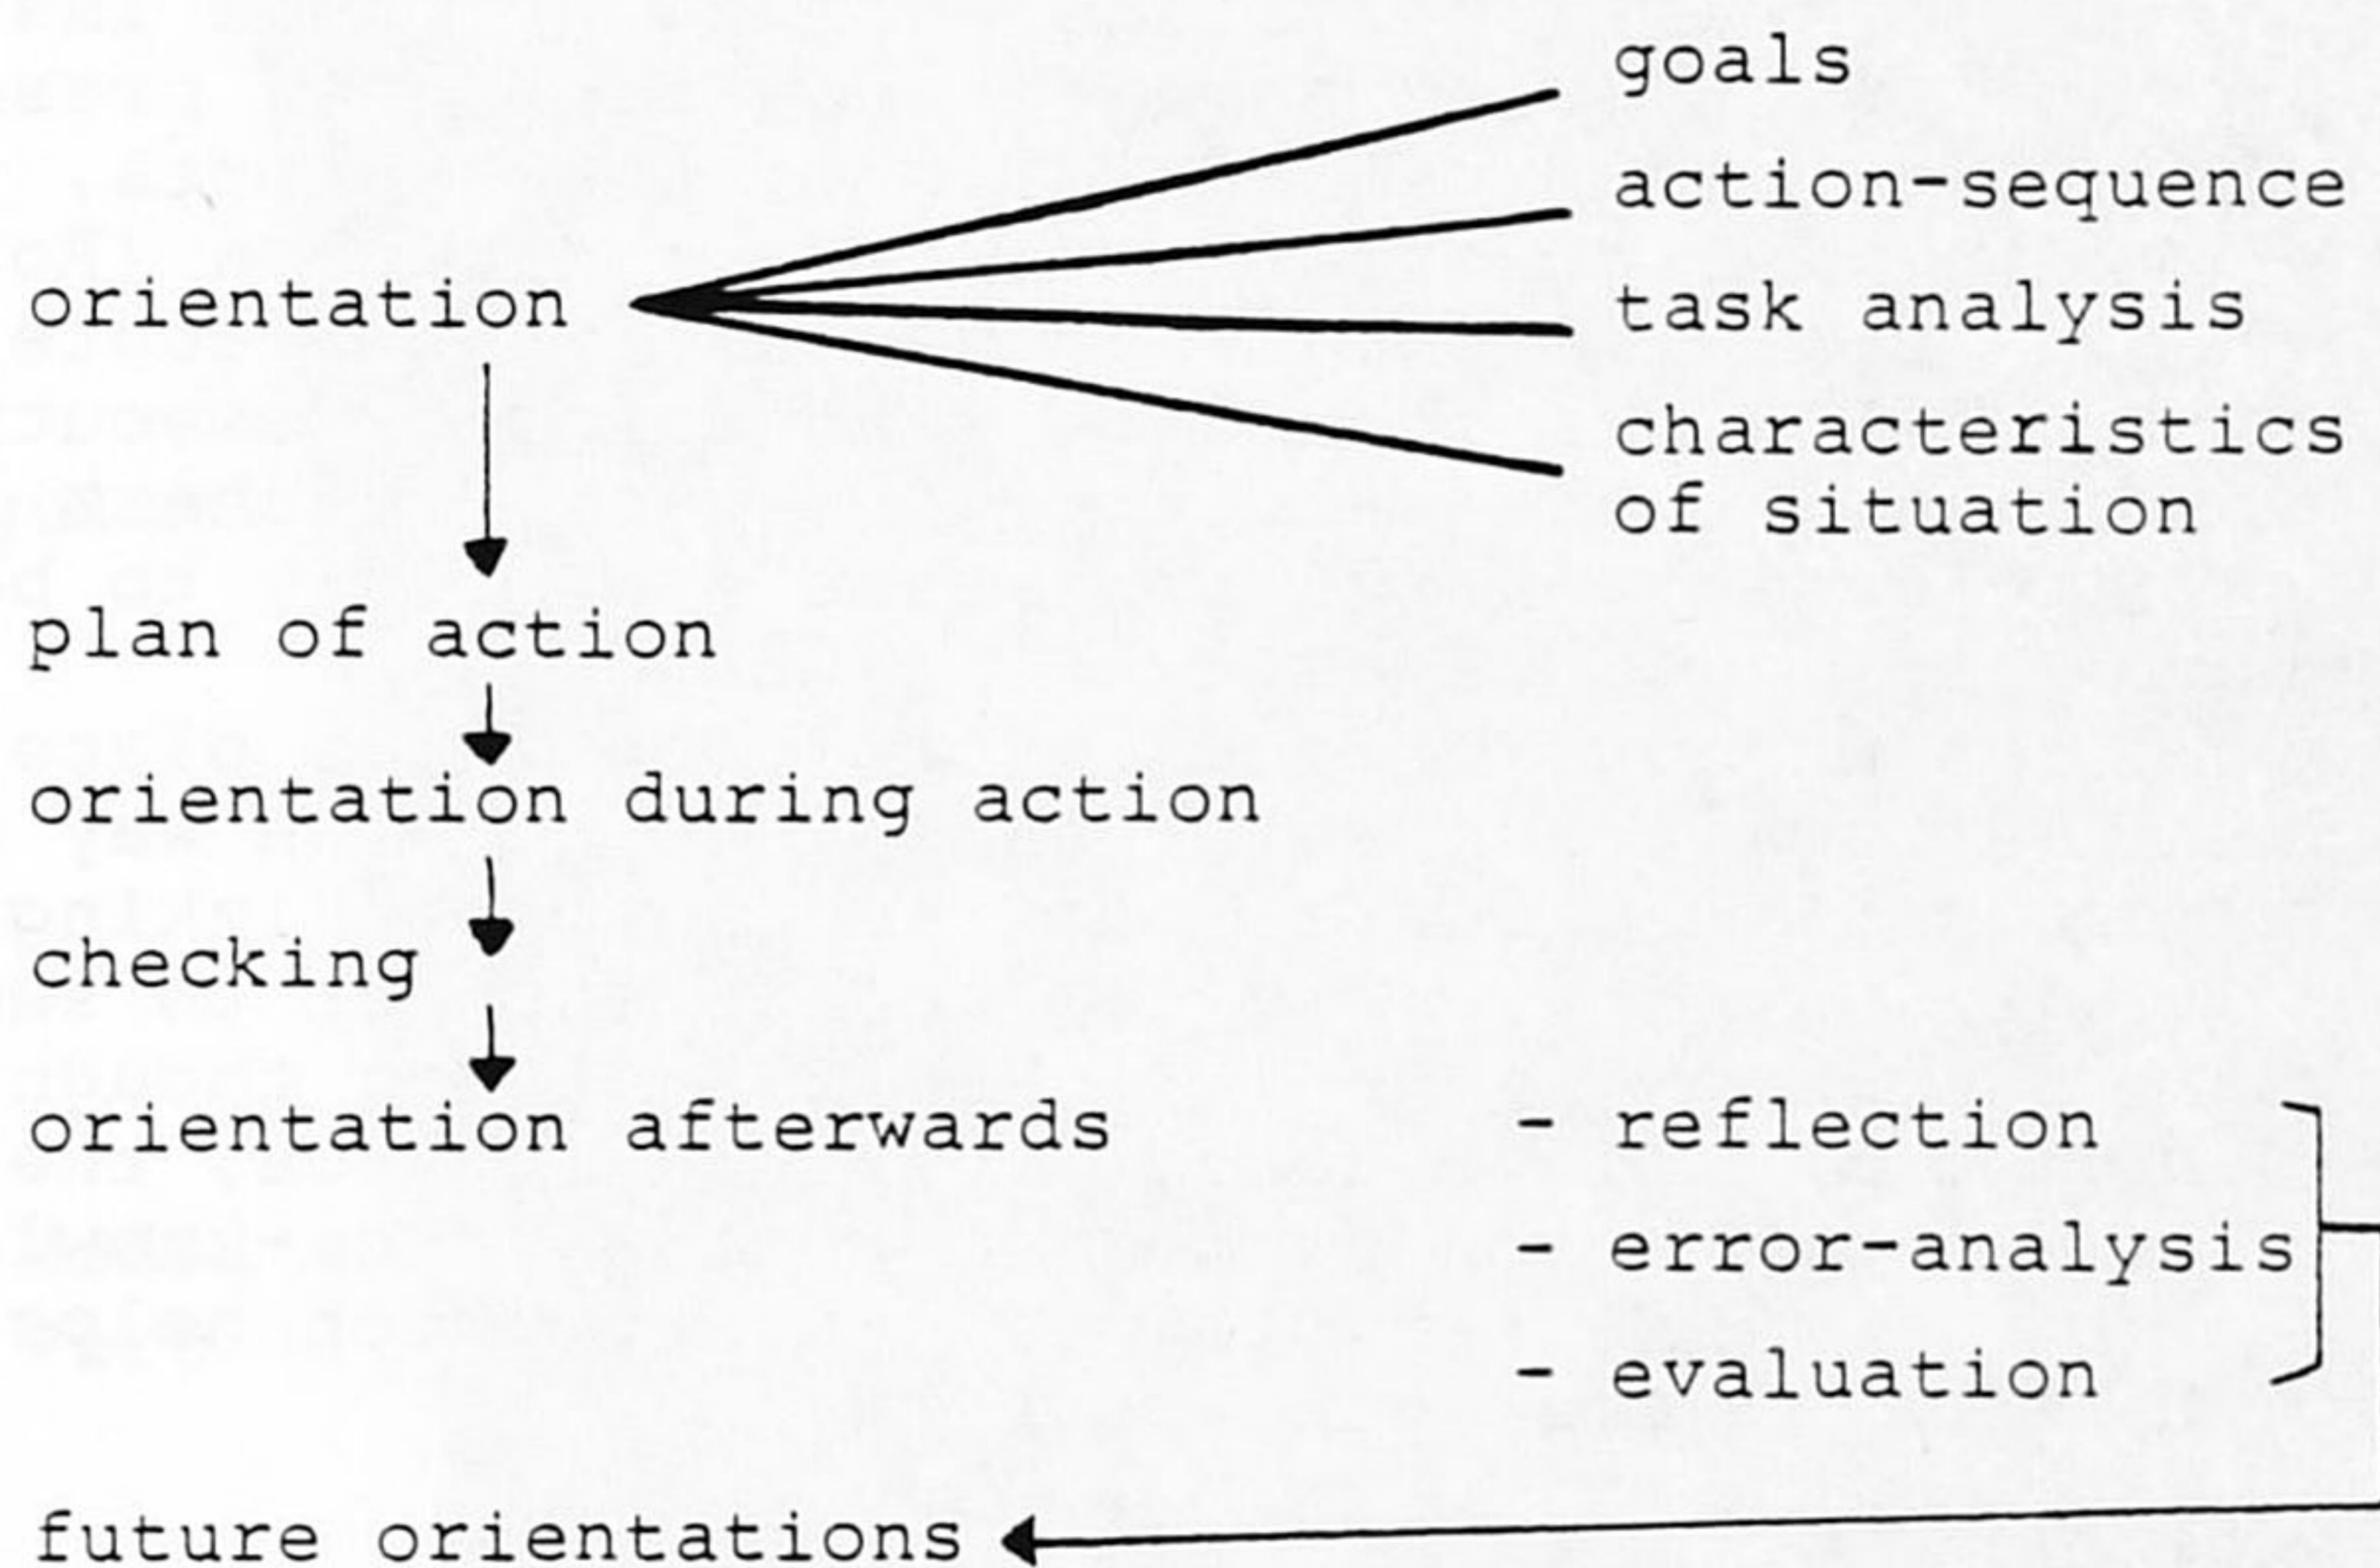 goals
action-sequence
orientation
task analysis
characteristics
of situation
plan of action
orientation during action
checking
orientation afterwards
- reflection
- error-analysis
- evaluation
future orientations